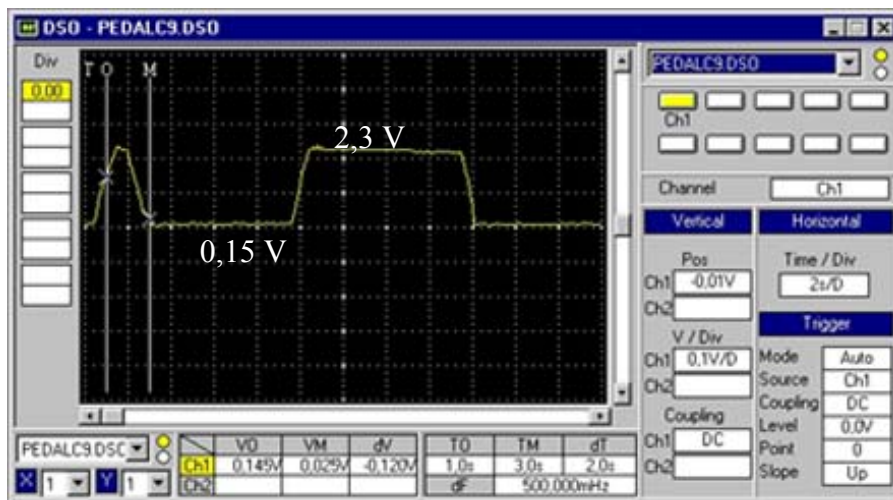 DSO - PEDALC9.DSO
Div
0,00
T O M
2,3 V
0,15 V
PEDALC9.DSO
Ch1
Channel Ch1
Vertical Horizontal
Pos Time / Div
Ch1 -0,01V 2s/D
Ch2
Trigger
V / Div
Ch1 0,1V/D
Ch2
Mode Auto
Source Ch1
Coupling DC
Level 0,0V
Point 0
Slope Up
Coupling
Ch1 DC
Ch2
PEDALC9.DSC
X 1 Y 1
VO VM dV TO TM dT
Ch1 0,149V 0,029V -0,120V 1,0s 3,0s 2,0s
Ch2 dF 500,000mHz